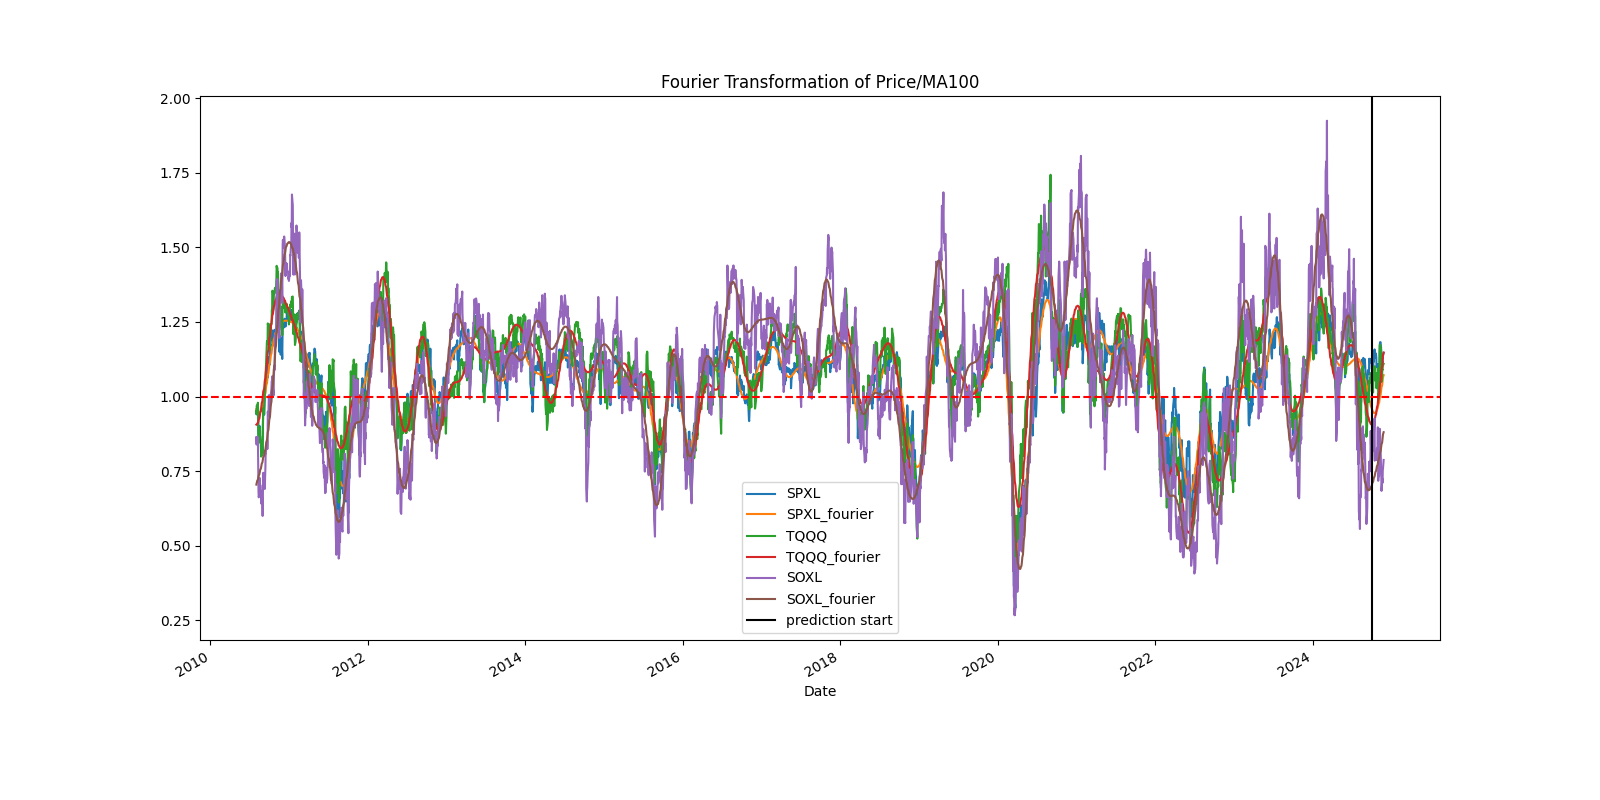 Fourier Transformation of Price/MA100
2.00
1.75
1.50
1.25
1.00
0.75
0.50
0.25
SPXL
SPXL_fourier
TQQQ
TQQQ_fourier
SOXL
SOXL_fourier
prediction start
2010
2012
2014
2016
2018
2020
2022
2024
Date